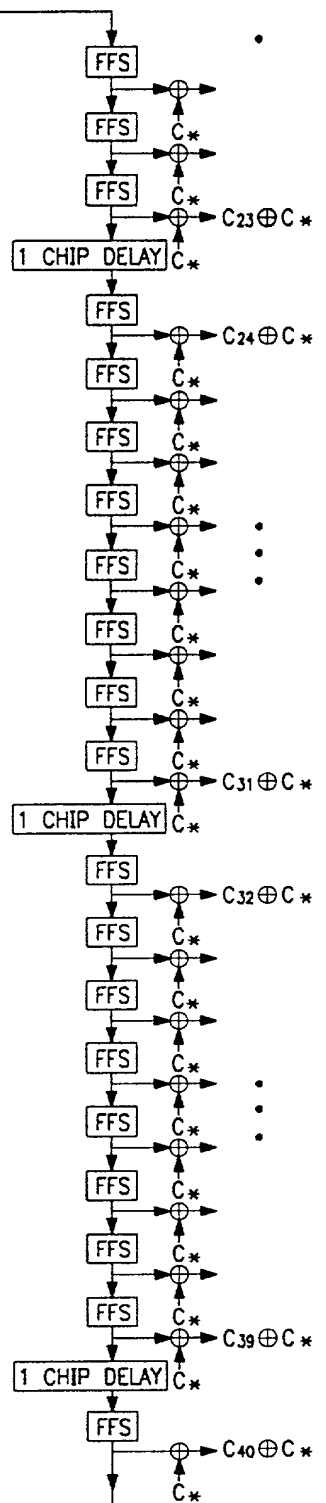 FFS
FFS
C*
FFS
C*
C₂₃⊕C*
1 CHIP DELAY C*
FFS
C₂₄⊕C*
FFS
C*
FFS
C*
FFS
C*
FFS
C*
FFS
C*
FFS
C*
FFS
C*
C₃₁⊕C*
1 CHIP DELAY C*
FFS
C₃₂⊕C*
FFS
C*
FFS
C*
FFS
C*
FFS
C*
FFS
C*
FFS
C*
FFS
C*
C₃₉⊕C*
1 CHIP DELAY C*
FFS
C₄₀⊕C*
C*